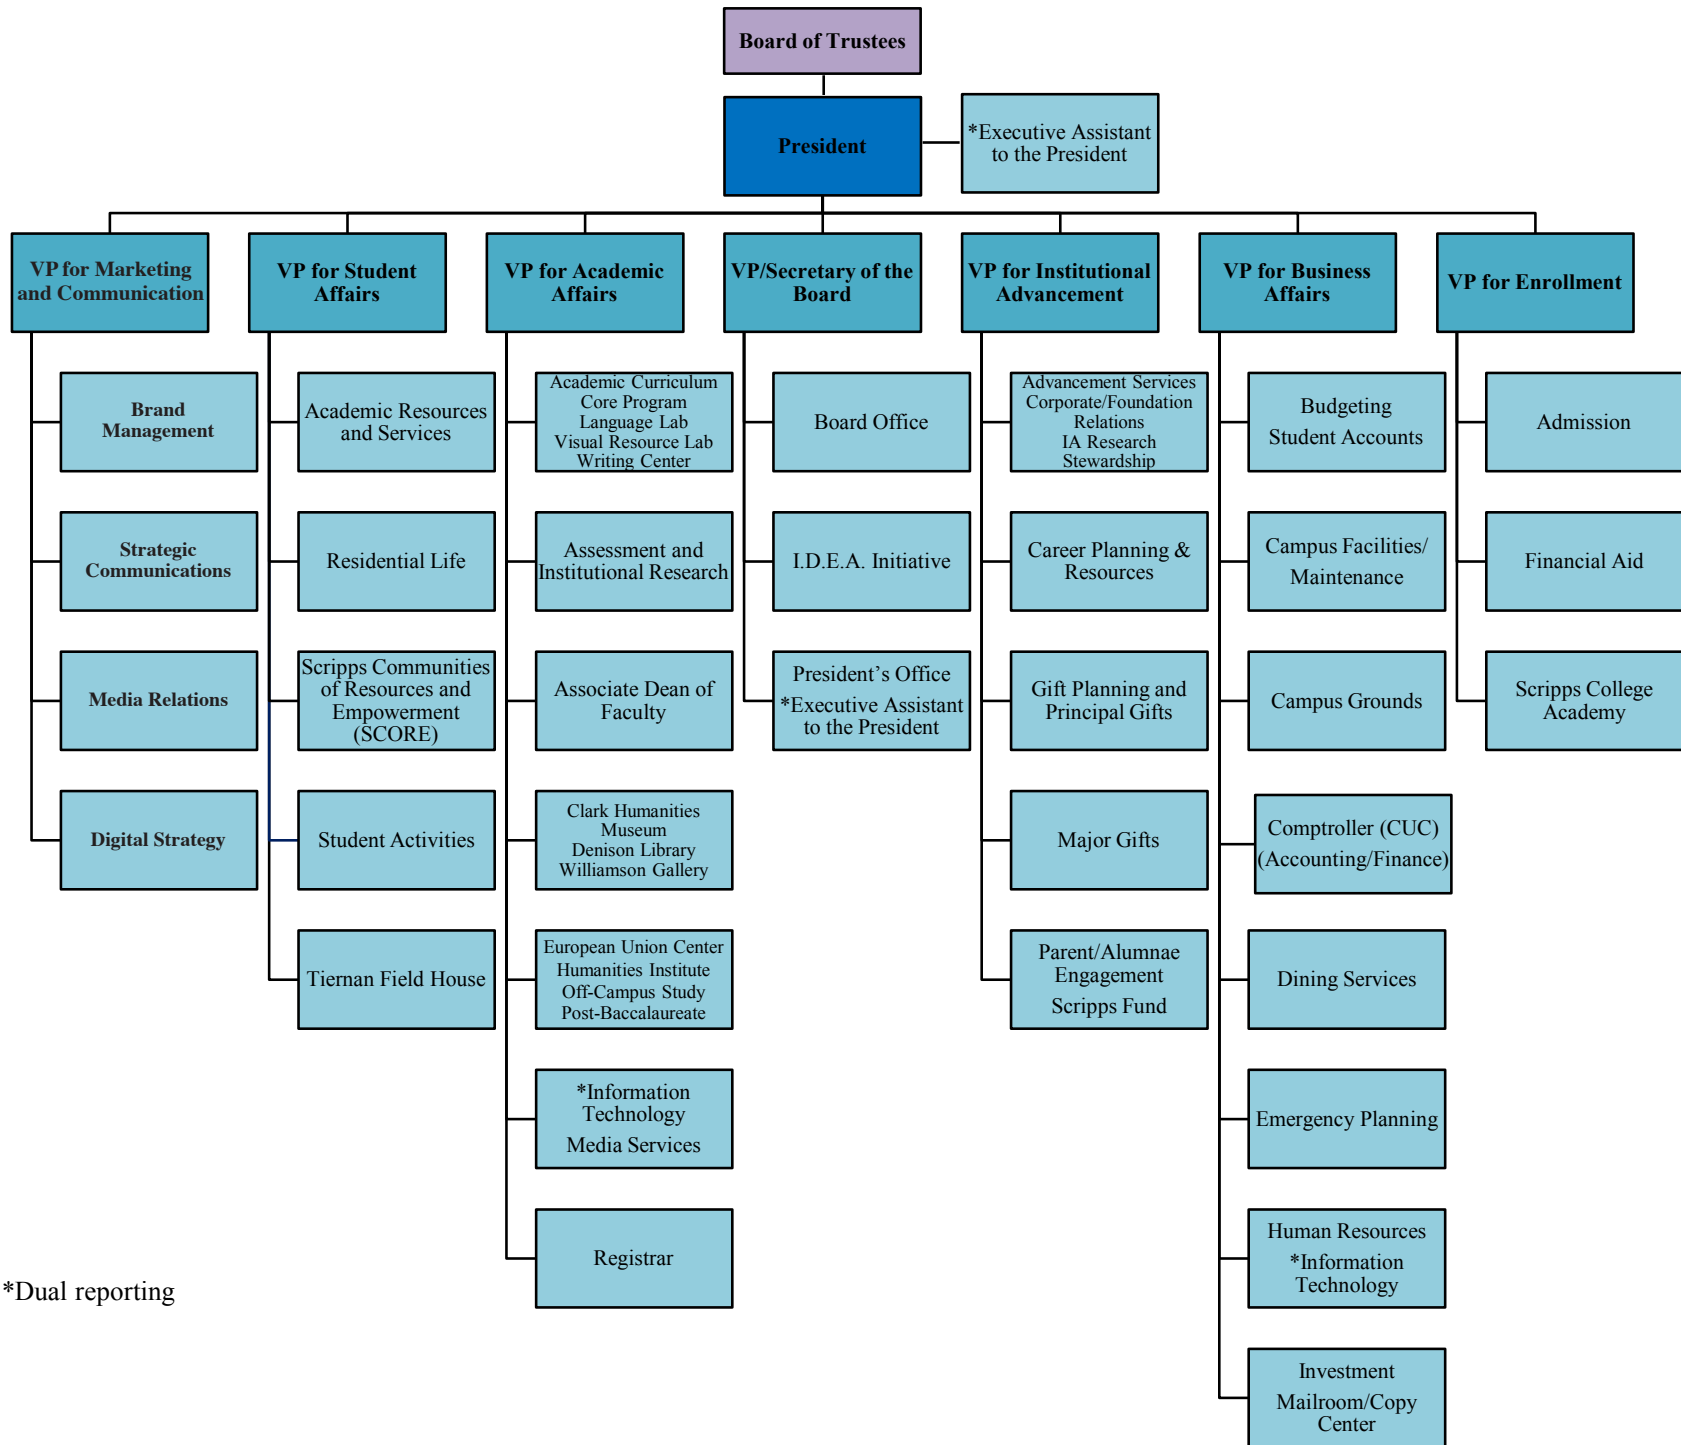 Board of Trustees
President
*Executive Assistant
to the President
VP for Marketing
and Communication
VP for Student
Affairs
VP for Academic
Affairs
VP/Secretary of the
Board
VP for Institutional
Advancement
VP for Business
Affairs
VP for Enrollment
Brand
Management
Strategic
Communications
Media Relations
Digital Strategy
Academic Resources
and Services
Residential Life
Scripps Communities
of Resources and
Empowerment
(SCORE)
Student Activities
Tiernan Field House
Academic Curriculum
Core Program
Language Lab
Visual Resource Lab
Writing Center
Assessment and
Institutional Research
Associate Dean of
Faculty
Clark Humanities
Museum
Denison Library
Williamson Gallery
European Union Center
Humanities Institute
Off-Campus Study
Post-Baccalaureate
*Information
Technology
Media Services
Registrar
Board Office
I.D.E.A. Initiative
President’s Office
*Executive Assistant
to the President
Advancement Services
Corporate/Foundation
Relations
IA Research
Stewardship
Career Planning &
Resources
Gift Planning and
Principal Gifts
Major Gifts
Parent/Alumnae
Engagement
Scripps Fund
Budgeting
Student Accounts
Campus Facilities/
Maintenance
Campus Grounds
Comptroller (CUC)
(Accounting/Finance)
Dining Services
Emergency Planning
Human Resources
*Information
Technology
Investment
Mailroom/Copy
Center
Admission
Financial Aid
Scripps College
Academy
*Dual reporting